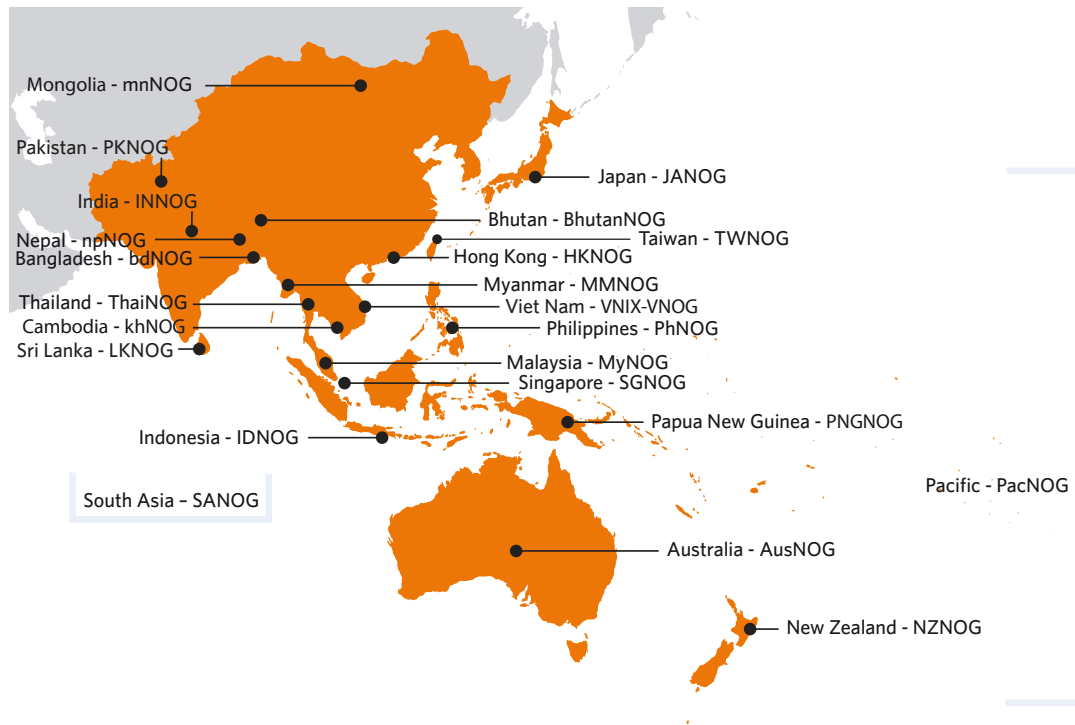 Mongolia - mnNOG
Pakistan - PKNOG
Japan - JANOG
India - INNOG
Bhutan - BhutanNOG
Nepal - npNOG
Taiwan - TWNOG
Bangladesh - bdNOG
Hong Kong - HKNOG
Myanmar - MMNOG
Thailand - ThaiNOG
Viet Nam - VNIX-VNOG
Cambodia - khNOG
Philippines - PhNOG
Sri Lanka - LKNOG
Malaysia - MyNOG
Singapore - SGNOG
Papua New Guinea - PNGNOG
Indonesia - IDNOG
Pacific - PacNOG
South Asia – SANOG
Australia - AusNOG
New Zealand - NZNOG